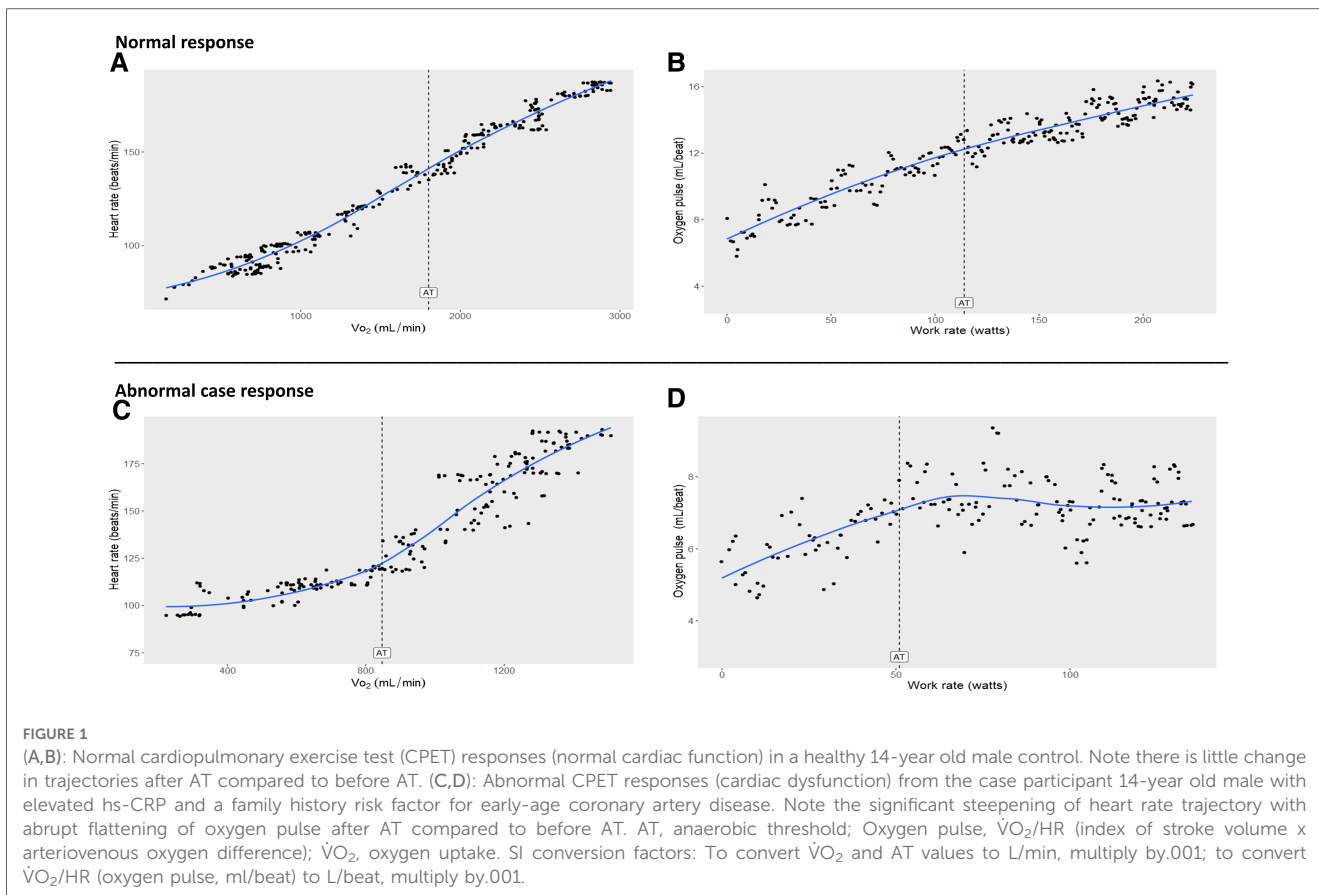 Normal response
A
B
Heart rate (beats/min)
150
100
AT
1000
2000
3000
Vo2 (mL/min)
Oxygen pulse (mL/beat)
16
12
8
4
AT
0
50
100
150
200
Work rate (watts)
Abnormal case response
C
D
Heart rate (beats/min)
175
150
125
100
75
AT
400
800
1200
Vo2 (mL/min)
Oxygen pulse (mL/beat)
8
6
4
AT
0
50
100
Work rate (watts)
FIGURE 1
(A,B): Normal cardiopulmonary exercise test (CPET) responses (normal cardiac function) in a healthy 14-year old male control. Note there is little change
in trajectories after AT compared to before AT. (C,D): Abnormal CPET responses (cardiac dysfunction) from the case participant 14-year old male with
elevated hs-CRP and a family history risk factor for early-age coronary artery disease. Note the significant steepening of heart rate trajectory with
abrupt flattening of oxygen pulse after AT compared to before AT. AT, anaerobic threshold; Oxygen pulse, V̇O2/HR (index of stroke volume x
arteriovenous oxygen difference); V̇O2, oxygen uptake. SI conversion factors: To convert V̇O2 and AT values to L/min, multiply by.001; to convert
V̇O2/HR (oxygen pulse, ml/beat) to L/beat, multiply by.001.